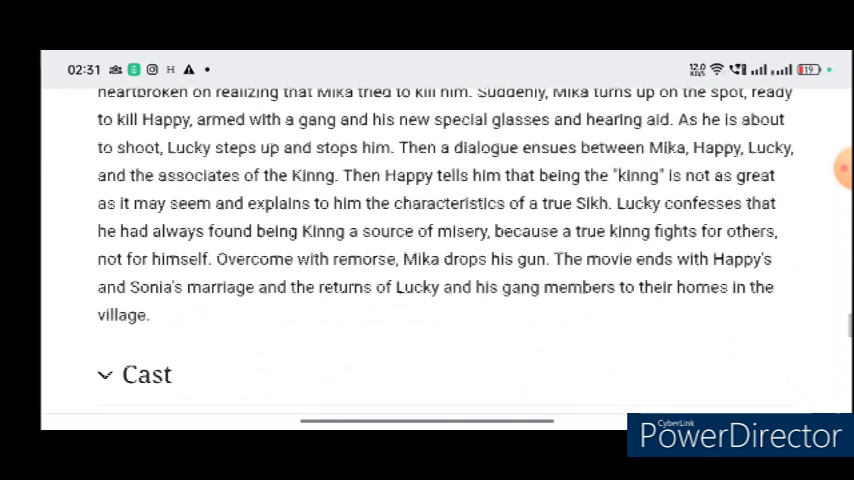 02:31 H 12.0 KB/S 19
heartbroken on realizing that Mika tried to kill him. Suddenly, Mika turns up on the spot, ready
to kill Happy, armed with a gang and his new special glasses and hearing aid. As he is about
to shoot, Lucky steps up and stops him. Then a dialogue ensues between Mika, Happy, Lucky,
and the associates of the Kinng. Then Happy tells him that being the "kinng" is not as great
as it may seem and explains to him the characteristics of a true Sikh. Lucky confesses that
he had always found being Kinng a source of misery, because a true kinng fights for others,
not for himself. Overcome with remorse, Mika drops his gun. The movie ends with Happy's
and Sonia's marriage and the returns of Lucky and his gang members to their homes in the
village.
Cast
CyberLink
PowerDirector